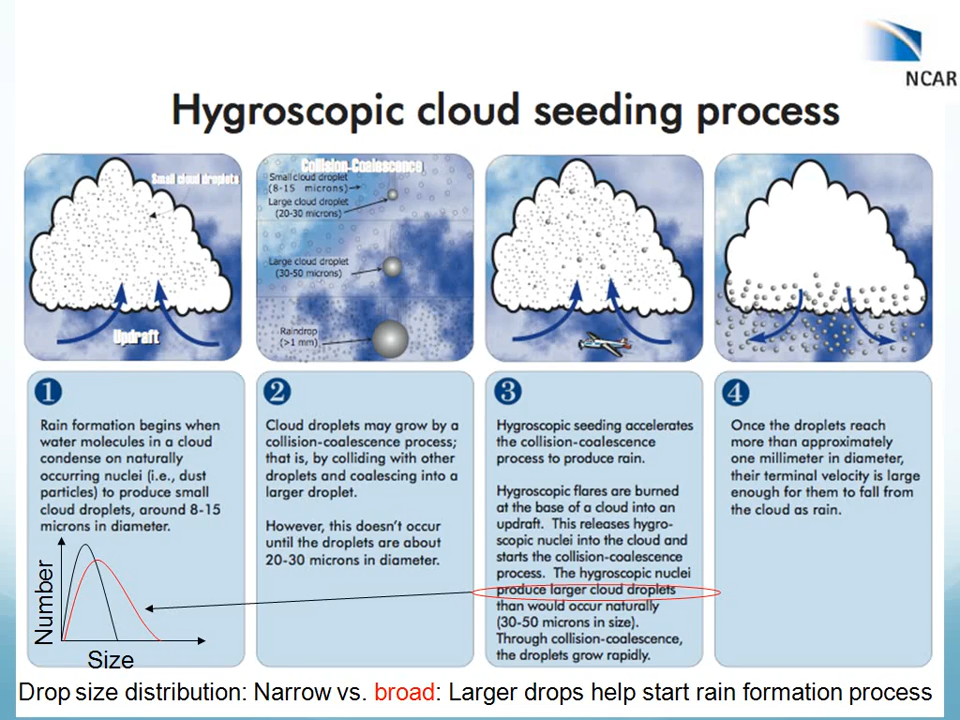 NCAR
Hygroscopic cloud seeding process
Small cloud droplets
Updraft
Collision-Coalescence
Small cloud droplet
(8-15 microns)
Large cloud droplet
(20-30 microns)
Large cloud droplet
(30-50 microns)
Raindrop
(>1 mm)
1
Rain formation begins when
water molecules in a cloud
condense on naturally
occurring nuclei (i.e., dust
particles) to produce small
cloud droplets, around 8-15
microns in diameter.
Number
Size
2
Cloud droplets may grow by a
collision-coalescence process;
that is, by colliding with other
droplets and coalescing into a
larger droplet.
However, this doesn't occur
until the droplets are about
20-30 microns in diameter.
3
Hygroscopic seeding accelerates
the collision-coalescence
process to produce rain.
Hygroscopic flares are burned
at the base of a cloud into an
updraft. This releases hygro-
scopic nuclei into the cloud and
starts the collision-coalescence
process. The hygroscopic nuclei
produce larger cloud droplets
than would occur naturally
(30-50 microns in size).
Through collision-coalescence,
the droplets grow rapidly.
4
Once the droplets reach
more than approximately
one millimeter in diameter,
their terminal velocity is large
enough for them to fall from
the cloud as rain.
Drop size distribution: Narrow vs. broad: Larger drops help start rain formation process